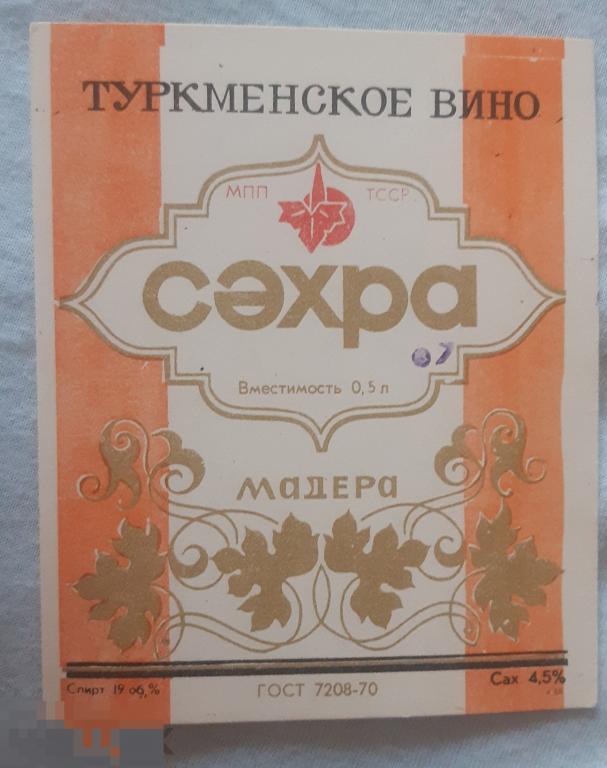 ТУРКМЕНСКОЕ ВИНО
МПП ТССР
сәхра
Вместимость 0,5 л
МАДЕРА
Спирт 19 об.% ГОСТ 7208-70 Сах 4,5%